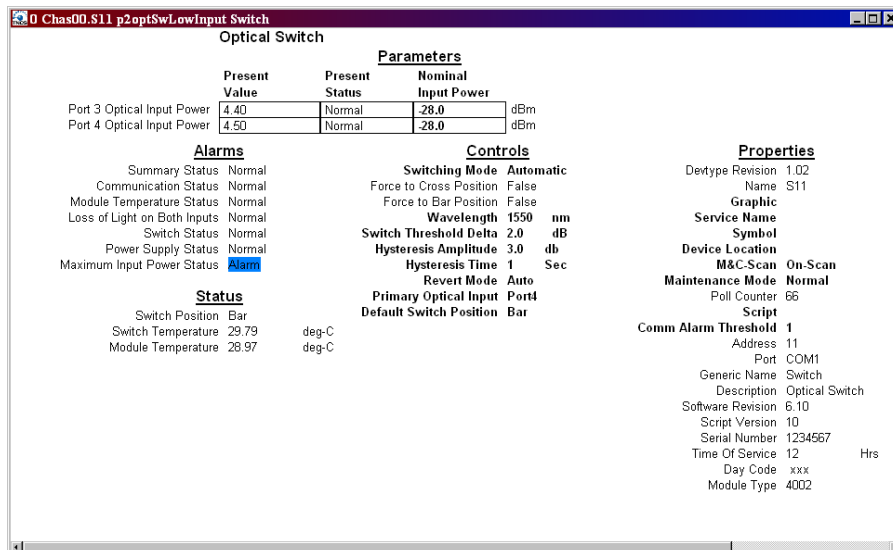 0 Chas00.S11 p2optSwLowInput Switch
Optical Switch
Parameters
Present Value Present Status Nominal Input Power
Port 3 Optical Input Power 4.40 Normal -28.0 dBm
Port 4 Optical Input Power 4.50 Normal -28.0 dBm
Alarms
Summary Status Normal
Communication Status Normal
Module Temperature Status Normal
Loss of Light on Both Inputs Normal
Switch Status Normal
Power Supply Status Normal
Maximum Input Power Status Alarm
Status
Switch Position Bar
Switch Temperature 29.79 deg-C
Module Temperature 28.97 deg-C
Controls
Switching Mode Automatic
Force to Cross Position False
Force to Bar Position False
Wavelength 1550 nm
Switch Threshold Delta 2.0 dB
Hysteresis Amplitude 3.0 db
Hysteresis Time 1 Sec
Revert Mode Auto
Primary Optical Input Port4
Default Switch Position Bar
Properties
Devtype Revision 1.02
Name S11
Graphic
Service Name
Symbol
Device Location
M&C-Scan On-Scan
Maintenance Mode Normal
Poll Counter 66
Script
Comm Alarm Threshold 1
Address 11
Port COM1
Generic Name Switch
Description Optical Switch
Software Revision 6.10
Script Version 10
Serial Number 1234567
Time Of Service 12 Hrs
Day Code xxx
Module Type 4002